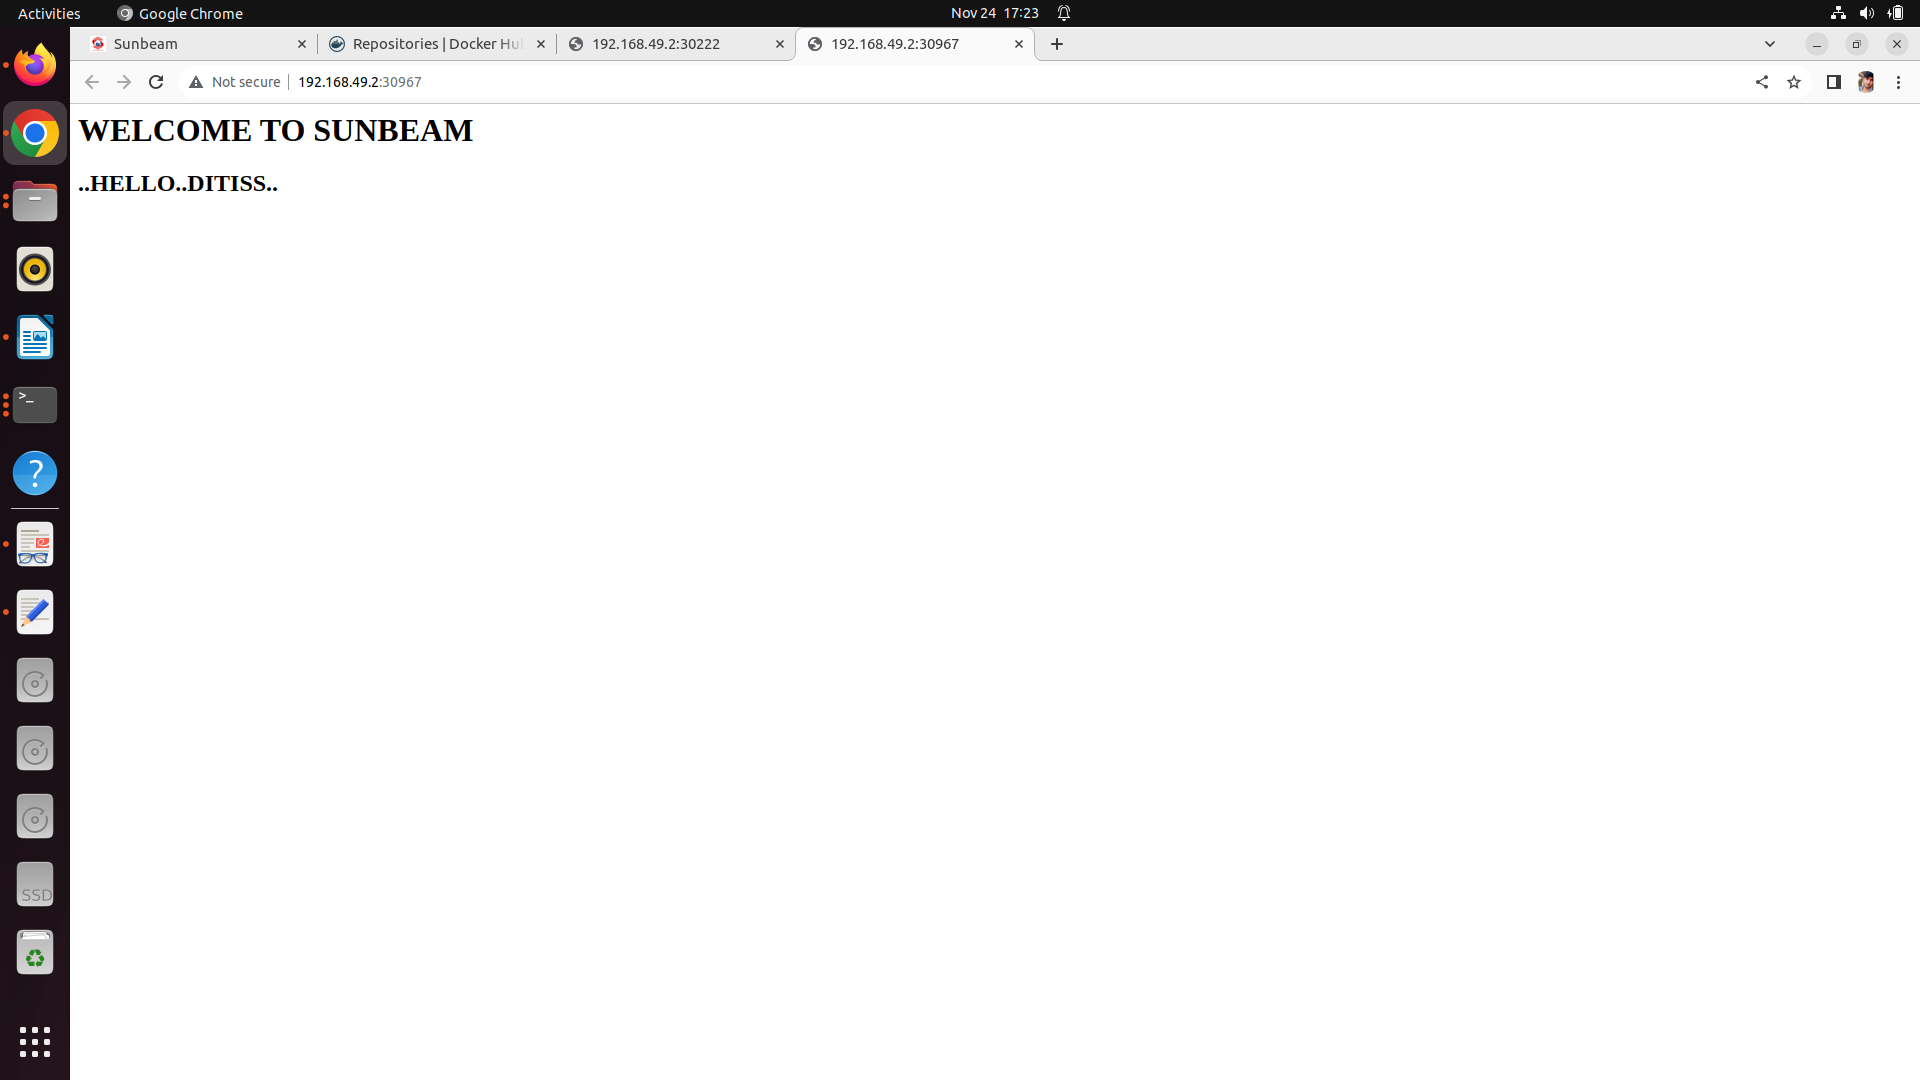 Activities Google Chrome Nov 24 17:23
Sunbeam Repositories | Docker Hu 192.168.49.2:30222 192.168.49.2:30967
Not secure 192.168.49.2:30967
WELCOME TO SUNBEAM
..HELLO..DITISS..
>_
?
SSD